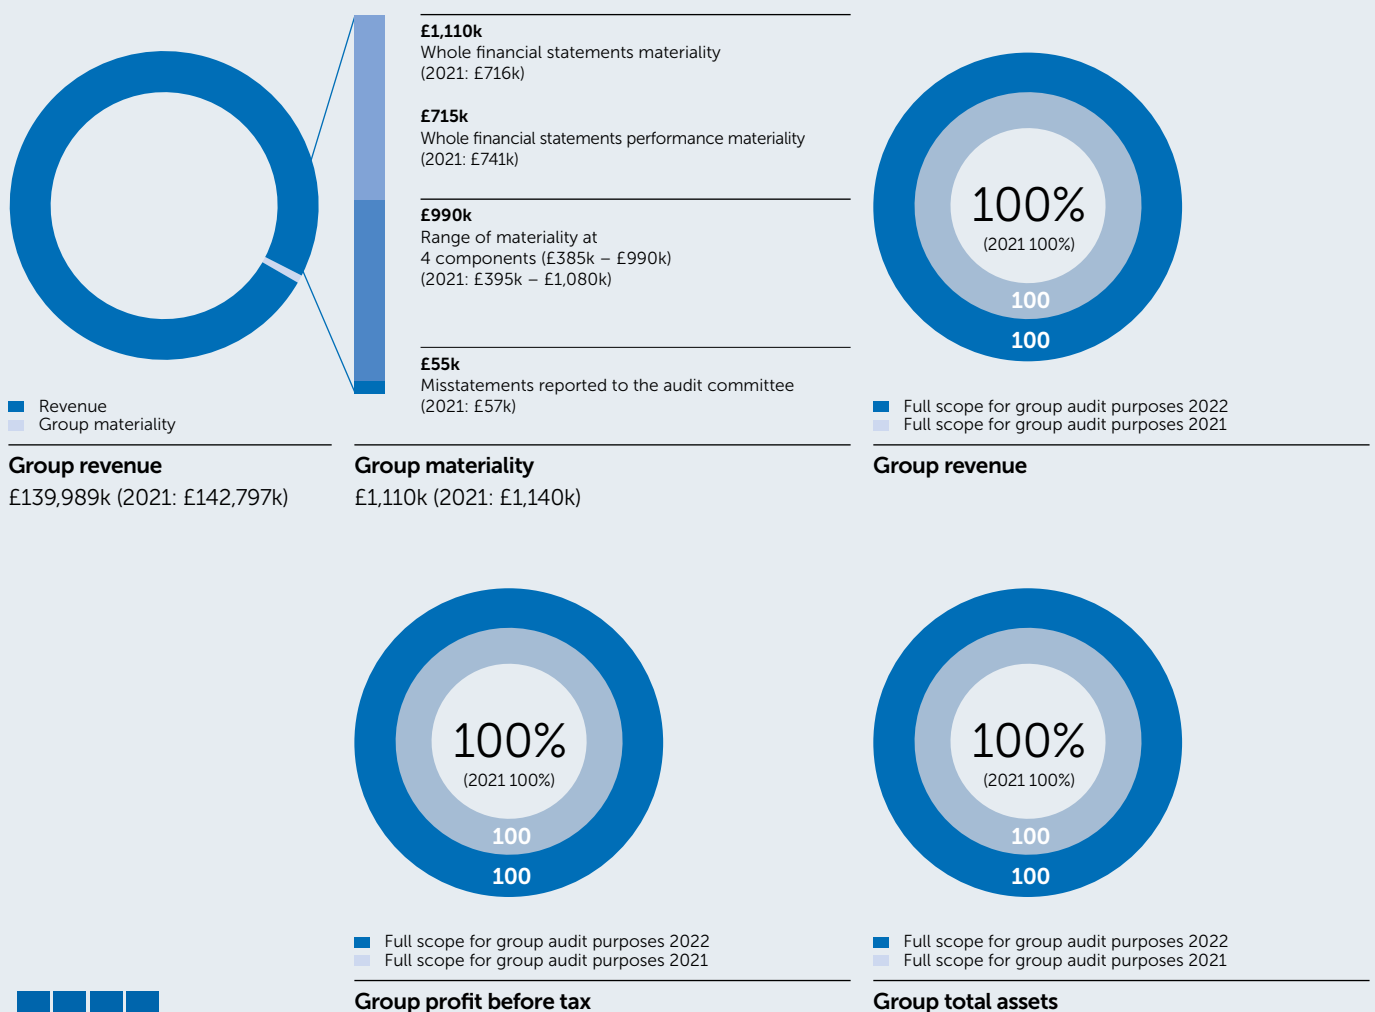 £1,110k
Whole financial statements materiality
(2021: £716k)
£715k
Whole financial statements performance materiality
(2021: £741k)
£990k
Range of materiality at
4 components (£385k – £990k)
(2021: £395k – £1,080k)
£55k
Misstatements reported to the audit committee
(2021: £57k)
Revenue
Group materiality
Group revenue
£139,989k (2021: £142,797k)
Group materiality
£1,110k (2021: £1,140k)
100%
(2021 100%)
100
100
Full scope for group audit purposes 2022
Full scope for group audit purposes 2021
Group revenue
100%
(2021 100%)
100
100
Full scope for group audit purposes 2022
Full scope for group audit purposes 2021
Group profit before tax
100%
(2021 100%)
100
100
Full scope for group audit purposes 2022
Full scope for group audit purposes 2021
Group total assets